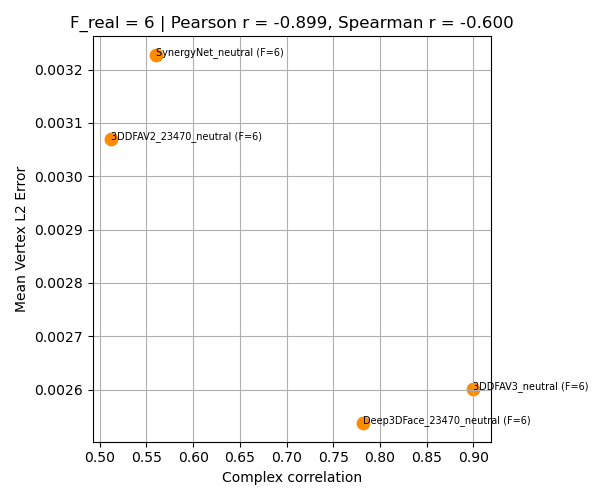 F_real = 6 | Pearson r = -0.899, Spearman r = -0.600
SynergyNet_neutral (F=6)
3DDFAV2_23470_neutral (F=6)
3DDFAV3_neutral (F=6)
Deep3DFace_23470_neutral (F=6)
Mean Vertex L2 Error
0.0032
0.0031
0.0030
0.0029
0.0028
0.0027
0.0026
0.50 0.55 0.60 0.65 0.70 0.75 0.80 0.85 0.90
Complex correlation